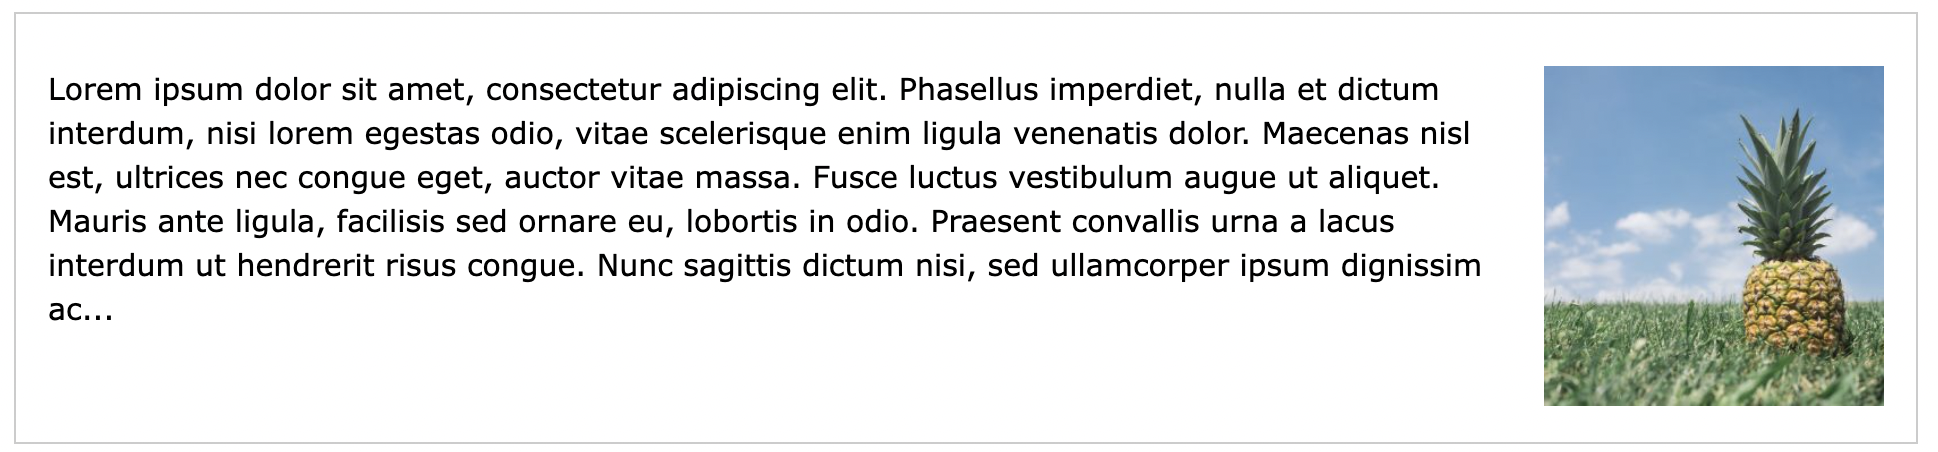 Lorem ipsum dolor sit amet, consectetur adipiscing elit. Phasellus imperdiet, nulla et dictum
interdum, nisi lorem egestas odio, vitae scelerisque enim ligula venenatis dolor. Maecenas nisl
est, ultrices nec congue eget, auctor vitae massa. Fusce luctus vestibulum augue ut aliquet.
Mauris ante ligula, facilisis sed ornare eu, lobortis in odio. Praesent convallis urna a lacus
interdum ut hendrerit risus congue. Nunc sagittis dictum nisi, sed ullamcorper ipsum dignissim
ac...